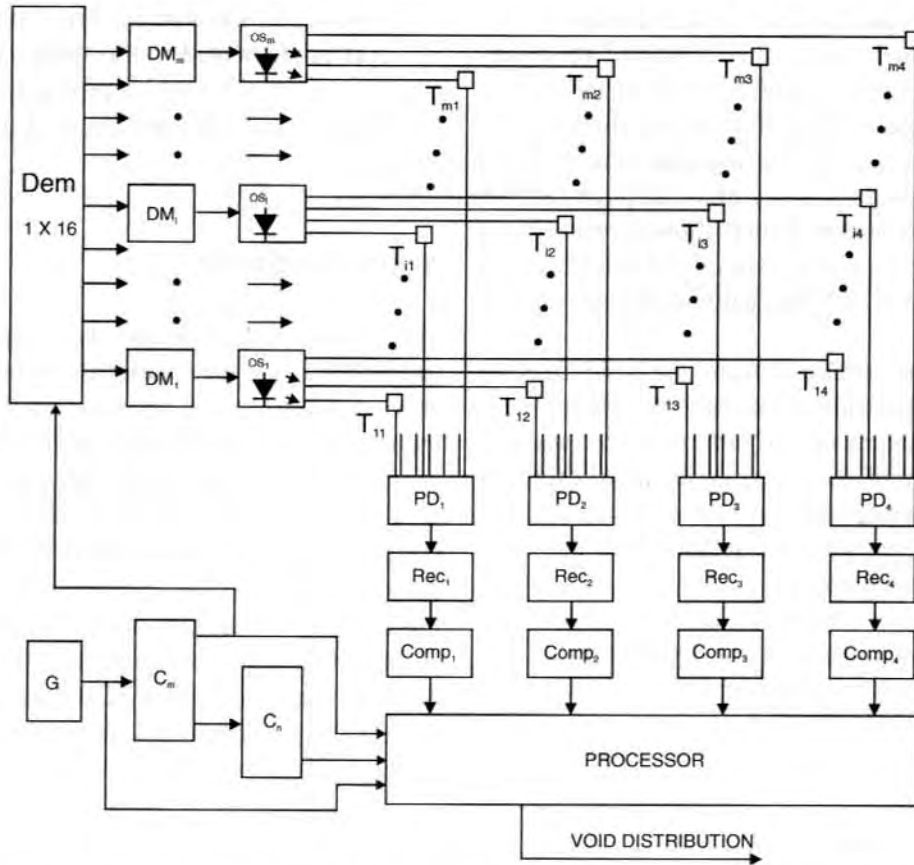 DMₘ
OSₘ
Tₘ₁
Tₘ₂
Tₘ₃
Tₘ₄
Dem
1 X 16
DMᵢ
OSᵢ
Tᵢ₁
Tᵢ₂
Tᵢ₃
Tᵢ₄
DM₁
OS₁
T₁₁
T₁₂
T₁₃
T₁₄
PD₁
PD₂
PD₃
PD₄
Rec₁
Rec₂
Rec₃
Rec₄
Comp₁
Comp₂
Comp₃
Comp₄
G
Cₘ
Cₙ
PROCESSOR
VOID DISTRIBUTION